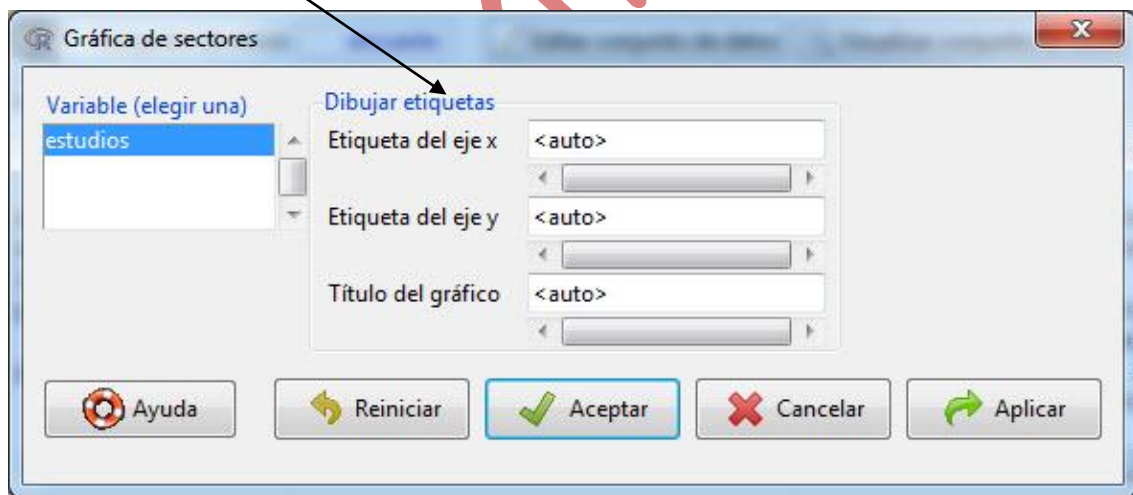 Gráfica de sectores
Variable (elegir una)
estudios
Dibujar etiquetas
Etiqueta del eje x <auto>
Etiqueta del eje y <auto>
Título del gráfico <auto>
Ayuda Reiniciar Aceptar Cancelar Aplicar